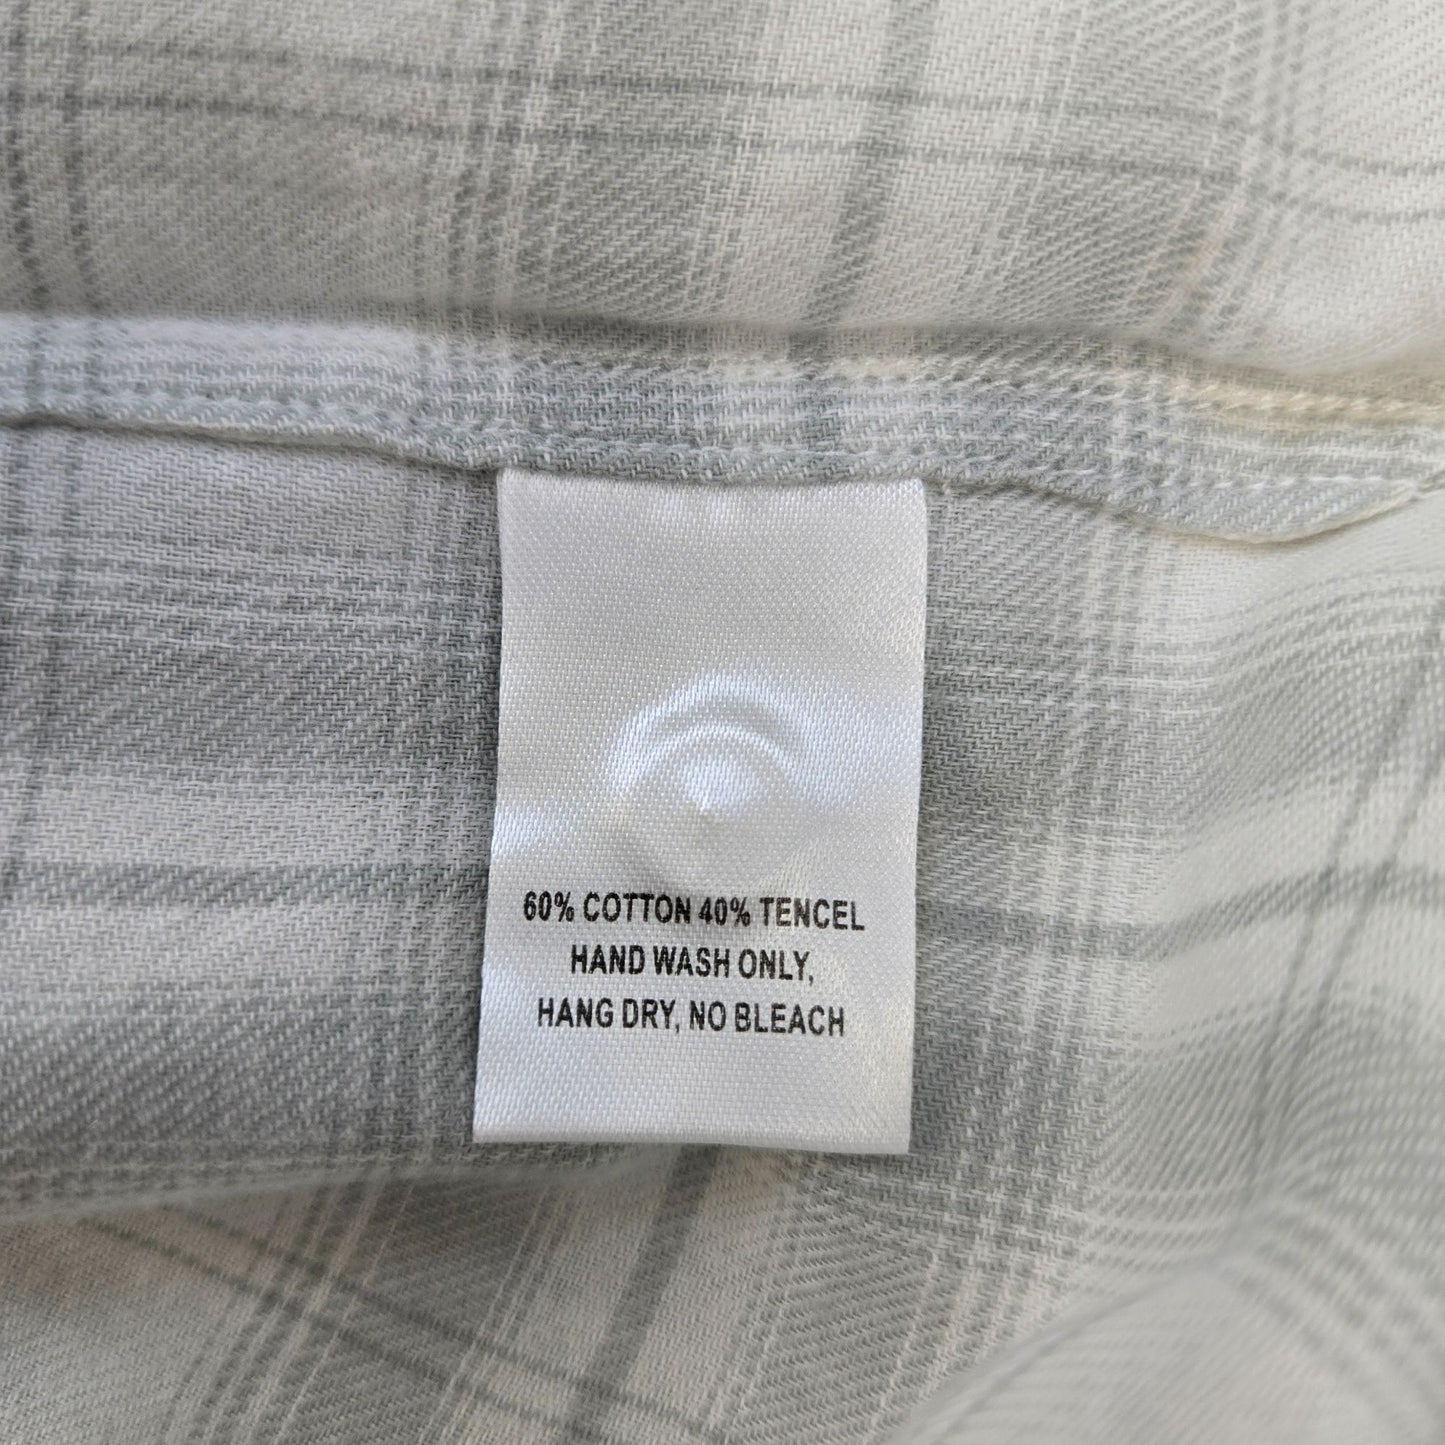 60% COTTON 40% TENCEL
HAND WASH ONLY,
HANG DRY, NO BLEACH